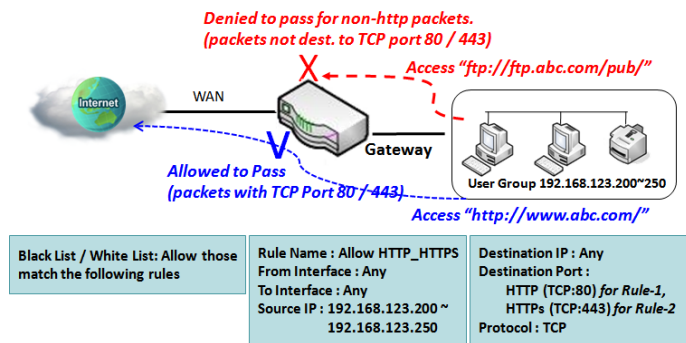 Denied to pass for non-http packets.
(packets not dest. to TCP port 80 / 443)
X
Access “ftp://ftp.abc.com/pub/”
Internet
WAN
Gateway
V
Allowed to Pass
(packets with TCP Port 80 / 443)
User Group 192.168.123.200~250
Access “http://www.abc.com/”
Black List / White List: Allow those
match the following rules
Rule Name : Allow HTTP_HTTPS
From Interface : Any
To Interface : Any
Source IP : 192.168.123.200 ~
192.168.123.250
Destination IP : Any
Destination Port :
HTTP (TCP:80) for Rule-1,
HTTPs (TCP:443) for Rule-2
Protocol : TCP